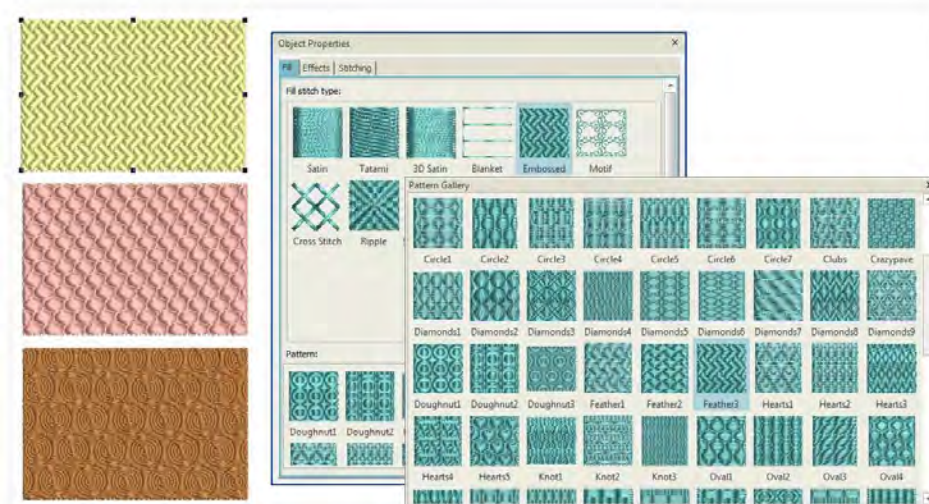 Object Properties
Fill Effects Stitching
Fill stitch type:
Satin Tatami 3D Satin Blanket Embossed Motif
Cross Stitch Ripple
Pattern:
Doughnut1 Doughnut2
Pattern Gallery
Circle1 Circle2 Circle3 Circle4 Circle5 Circle6 Circle7 Clubs Crazypave
Diamonds1 Diamonds2 Diamonds3 Diamonds4 Diamonds5 Diamonds6 Diamonds7 Diamonds8 Diamonds9
Doughnut1 Doughnut2 Doughnut3 Feather1 Feather2 Feather3 Hearts1 Hearts2 Hearts3
Hearts4 Hearts5 Knot1 Knot2 Knot3 Oval1 Oval2 Oval3 Oval4